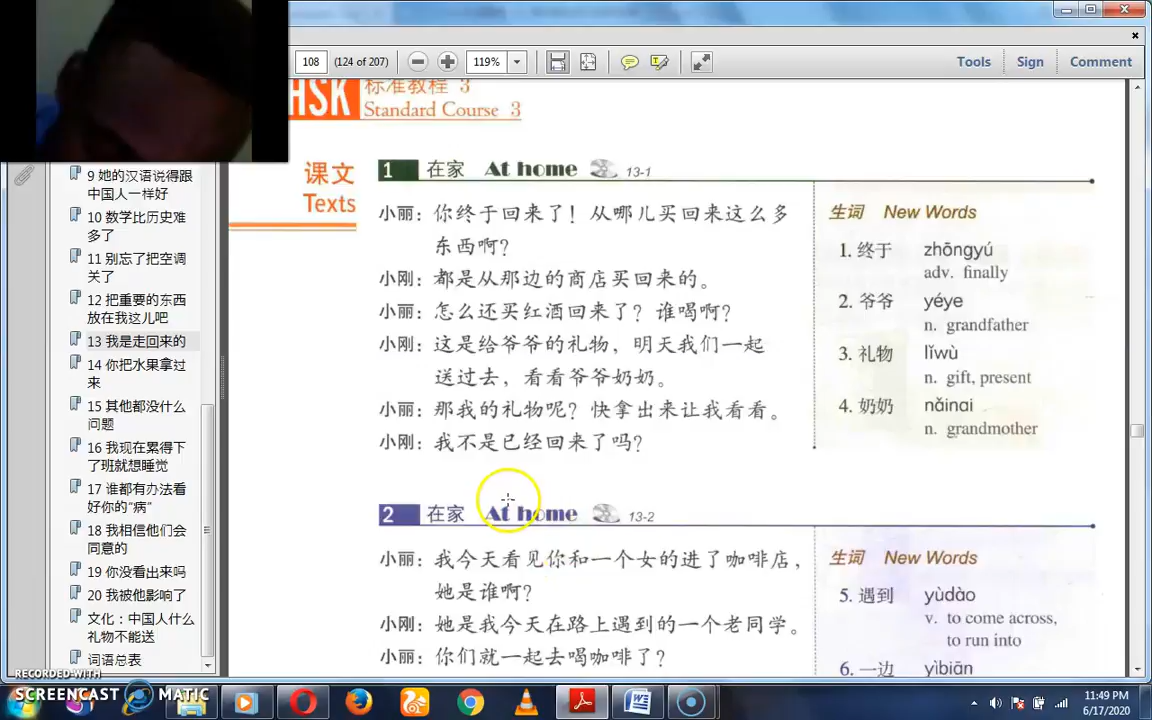 108 (124 of 207) 119% Tools Sign Comment
9 她的汉语说得跟
中国人一样好
10 数学比历史难
多了
11 别忘了把空调
关了
12 把重要的东西
放在我这儿吧
13 我是走回来的
14 你把水果拿过
来
15 其他都没什么
问题
16 我现在累得下
了班就想睡觉
17 谁都有办法看
好你的“病”
18 我相信他们会
同意的
19 你没看出来吗
20 我被他影响了
文化：中国人什么
礼物不能送
词语总表
HSK 标准教程 3
Standard Course 3
课文
Texts
1 在家 At home 13-1
小丽：你终于回来了！从哪儿买回来这么多
东西啊？
小刚：都是从那边的商店买回来的。
小丽：怎么还买红酒回来了？谁喝啊？
小刚：这是给爷爷的礼物，明天我们一起
送过去，看看爷爷奶奶。
小丽：那我的礼物呢？快拿出来让我看看。
小刚：我不是已经回来了吗？
生词 New Words
1. 终于 zhōngyú
adv. finally
2. 爷爷 yéye
n. grandfather
3. 礼物 lǐwù
n. gift, present
4. 奶奶 nǎinai
n. grandmother
2 在家 At home 13-2
小丽：我今天看见你和一个女的进了咖啡店，
她是谁啊？
小刚：她是我今天在路上遇到的一个老同学。
小丽：你们就一起去喝咖啡了？
生词 New Words
5. 遇到 yùdào
v. to come across,
to run into
6. 一边 yìbiān
RECORDED WITH
SCREENCAST MATIC
11:49 PM
6/17/2020